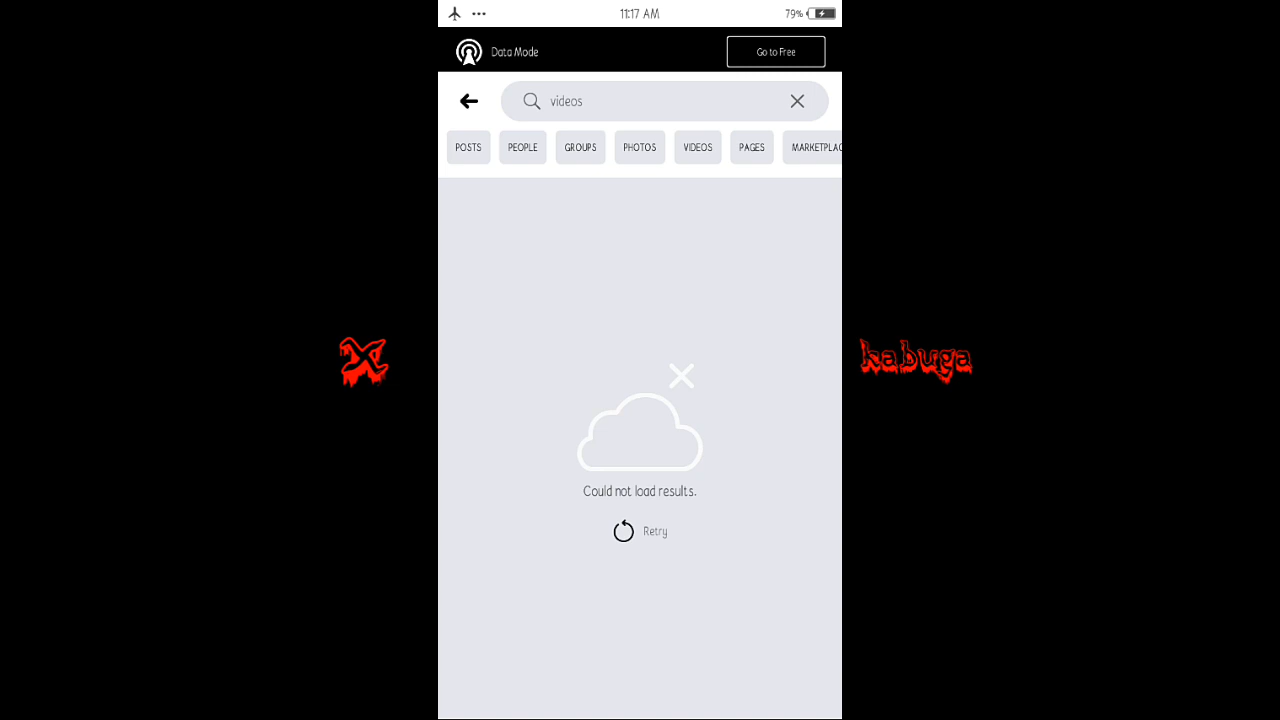 11:17 AM
79%
Data Mode
Go to Free
videos
POSTS PEOPLE GROUPS PHOTOS VIDEOS PAGES MARKETPLAC
X kabuga
Could not load results.
Retry